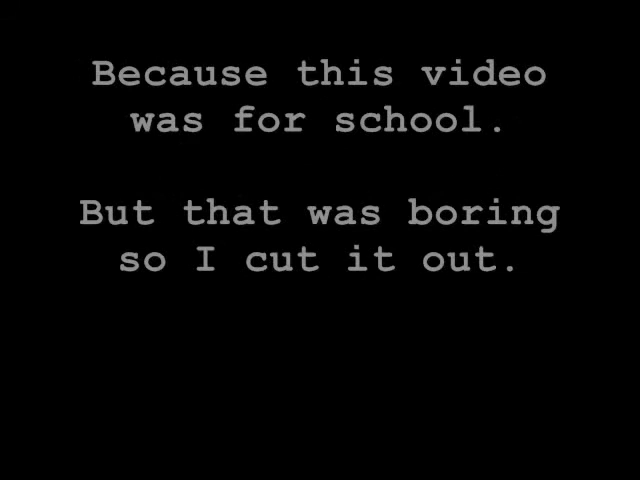 Because this video
was for school.
But that was boring
so I cut it out.